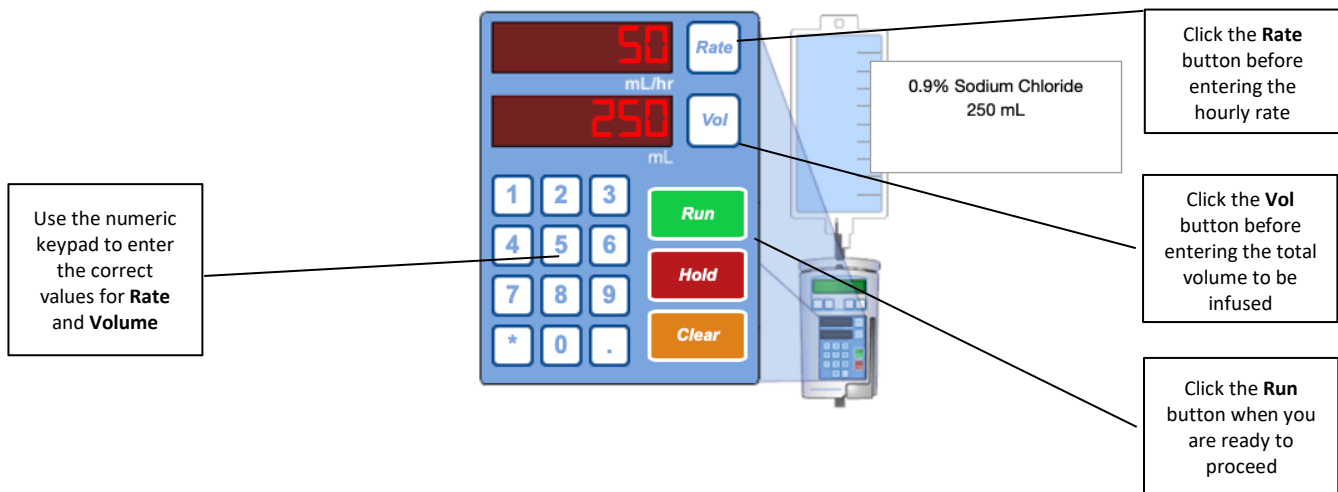 50
Rate
mL/hr
250
Vol
mL
1 2 3
4 5 6
7 8 9
* 0 .
Run
Hold
Clear
0.9% Sodium Chloride
250 mL
Use the numeric
keypad to enter
the correct
values for Rate
and Volume
Click the Rate
button before
entering the
hourly rate
Click the Vol
button before
entering the total
volume to be
infused
Click the Run
button when you
are ready to
proceed